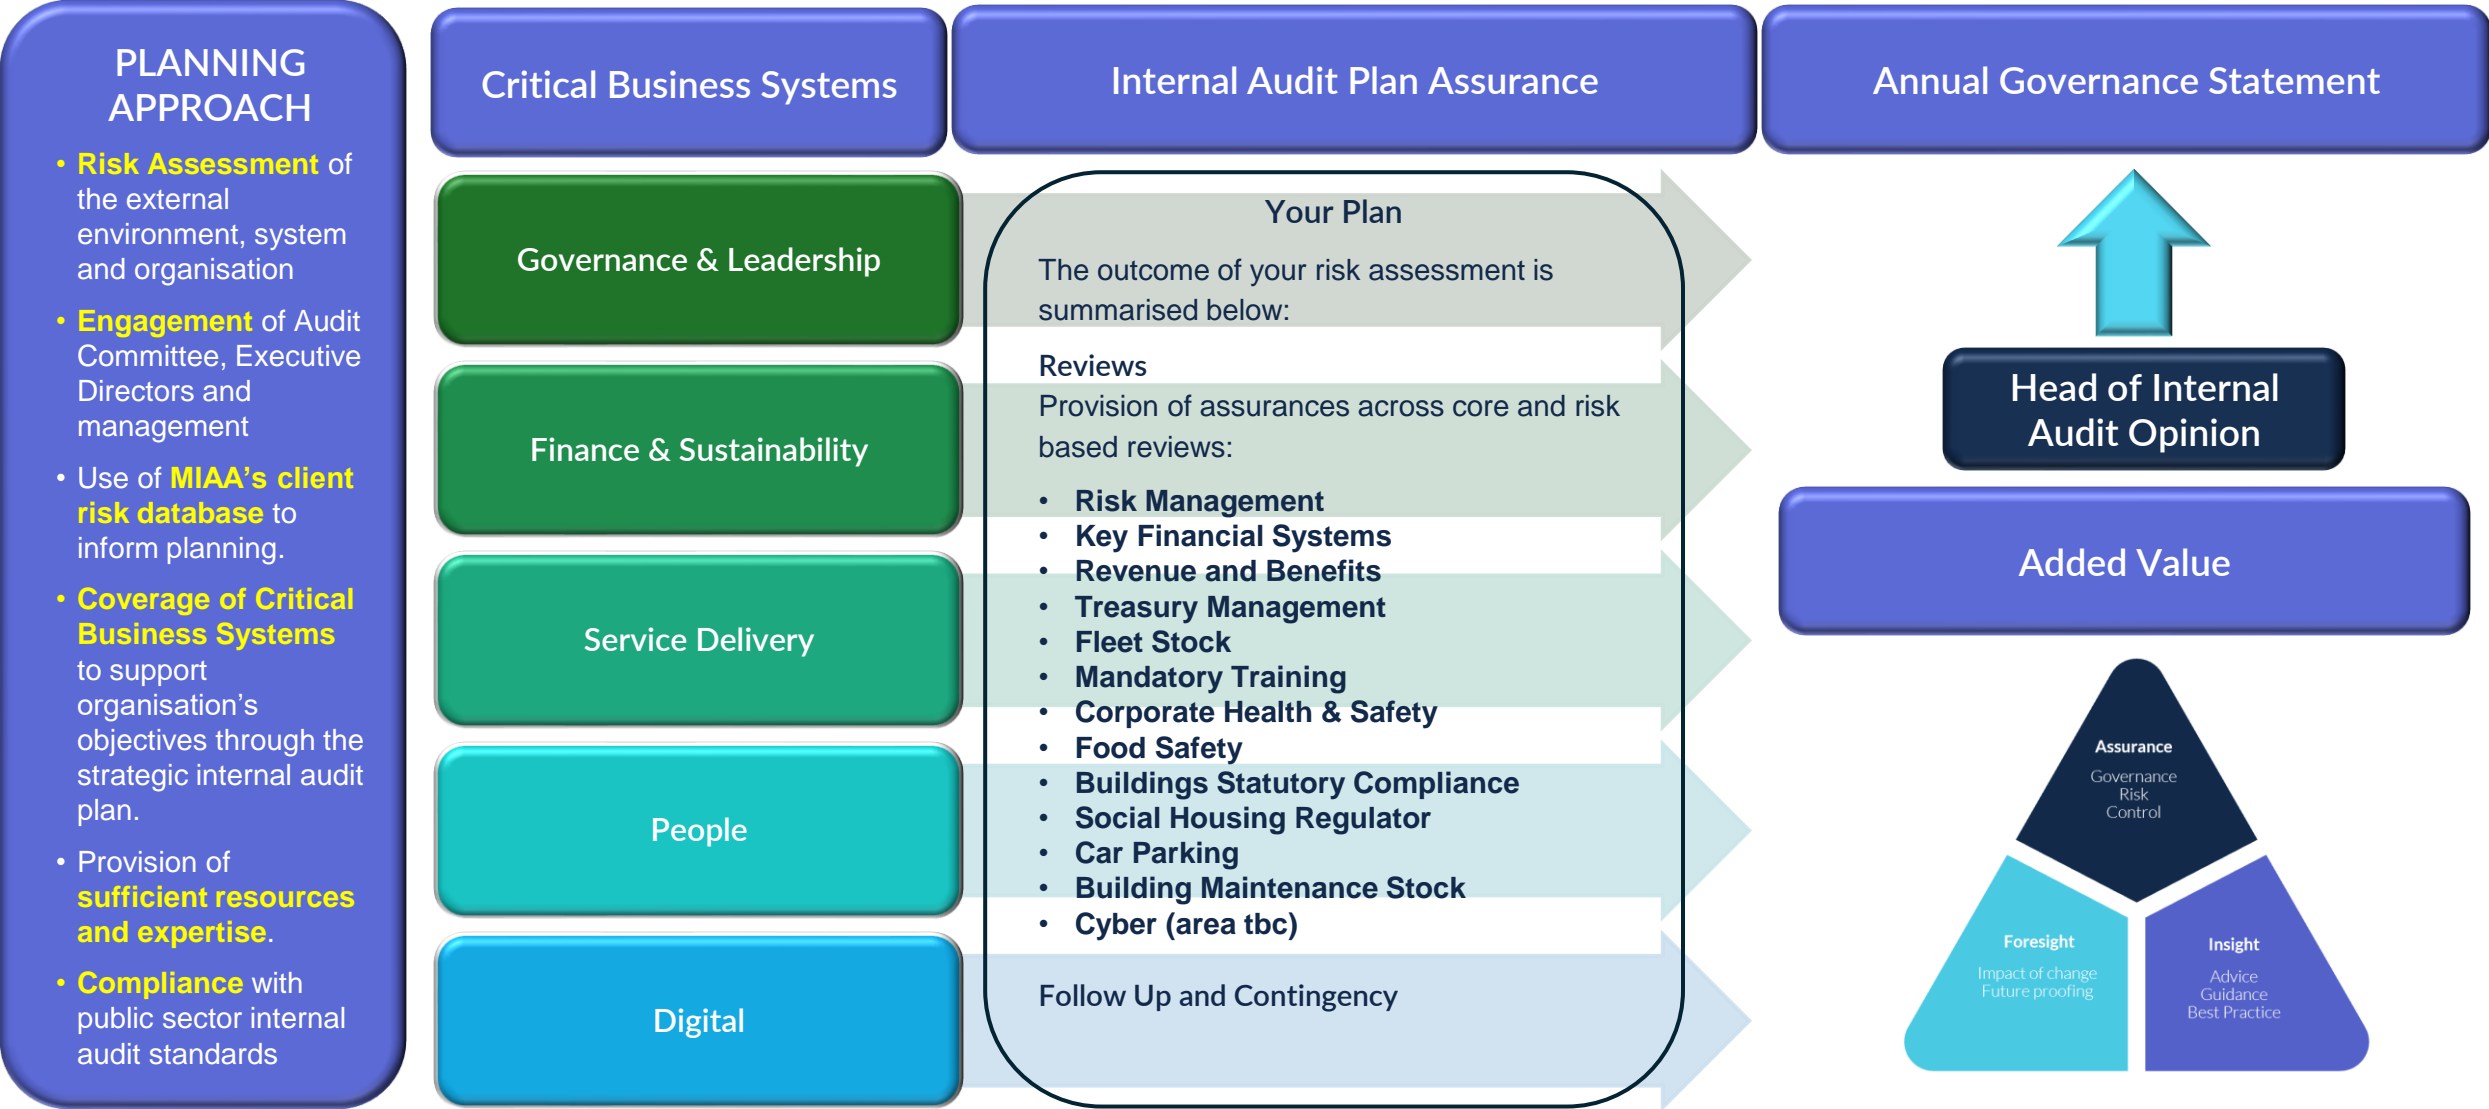 PLANNING
APPROACH
• Risk Assessment of
the external
environment, system
and organisation
• Engagement of Audit
Committee, Executive
Directors and
management
• Use of MIAA’s client
risk database to
inform planning.
• Coverage of Critical
Business Systems
to support
organisation’s
objectives through the
strategic internal audit
plan.
• Provision of
sufficient resources
and expertise.
• Compliance with
public sector internal
audit standards
Critical Business Systems
Governance & Leadership
Finance & Sustainability
Service Delivery
People
Digital
Internal Audit Plan Assurance
Your Plan
The outcome of your risk assessment is
summarised below:
Reviews
Provision of assurances across core and risk
based reviews:
• Risk Management
• Key Financial Systems
• Revenue and Benefits
• Treasury Management
• Fleet Stock
• Mandatory Training
• Corporate Health & Safety
• Food Safety
• Buildings Statutory Compliance
• Social Housing Regulator
• Car Parking
• Building Maintenance Stock
• Cyber (area tbc)
Follow Up and Contingency
Annual Governance Statement
Head of Internal
Audit Opinion
Added Value
Assurance
Governance
Risk
Control
Foresight
Impact of change
Future proofing
Insight
Advice
Guidance
Best Practice